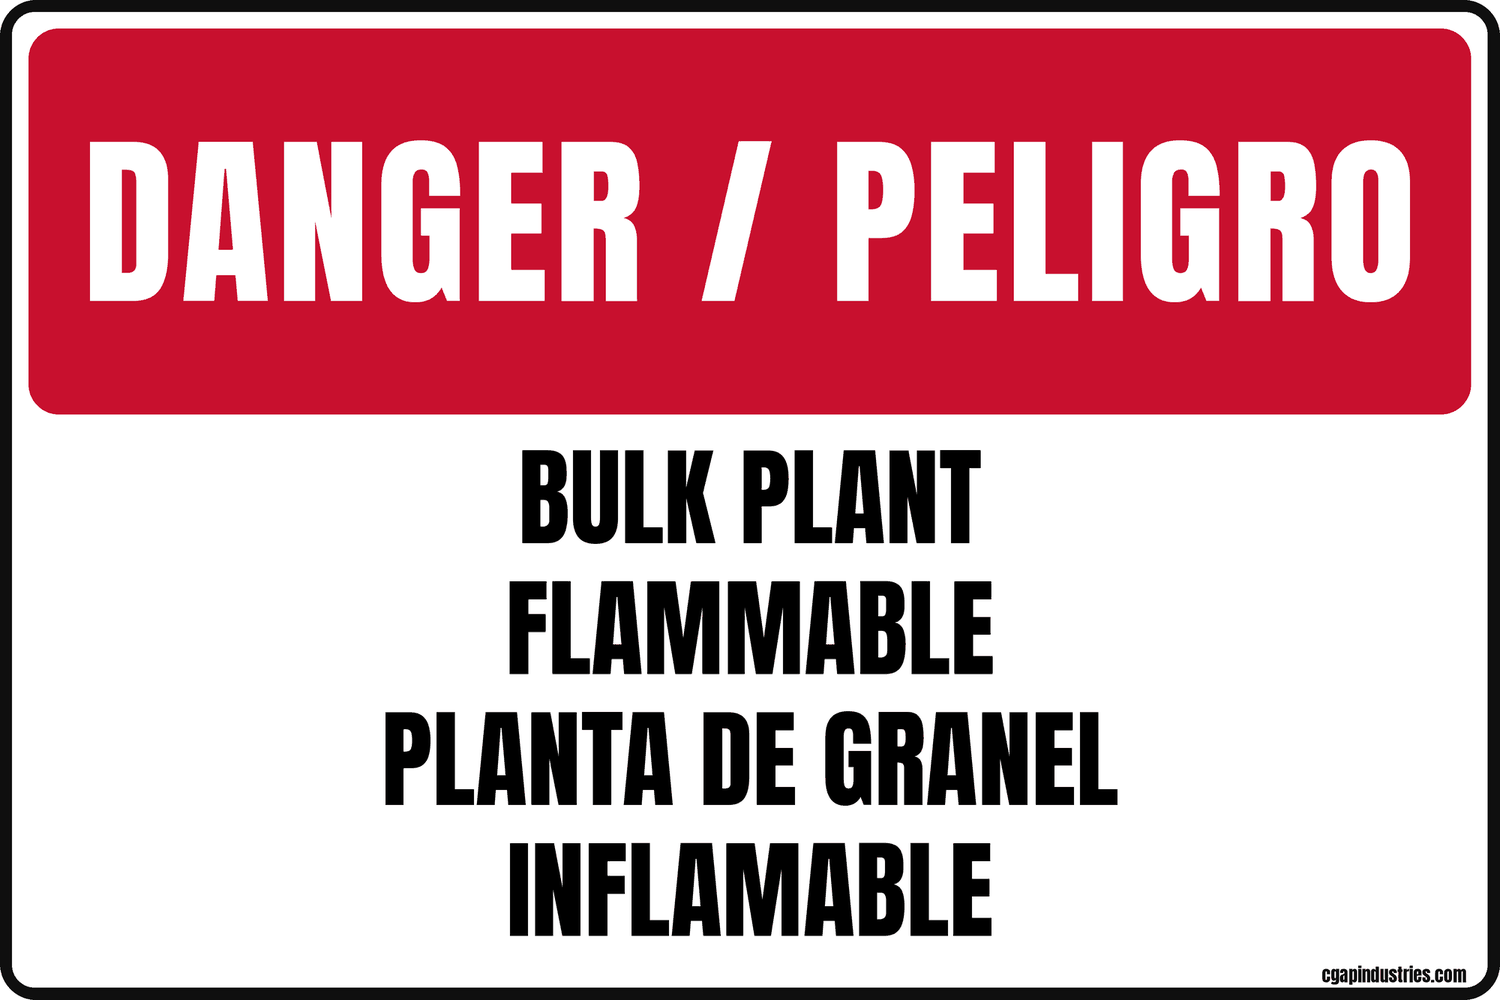 DANGER / PELIGRO
BULK PLANT
FLAMMABLE
PLANTA DE GRANEL
INFLAMABLE
cgapindustries.com